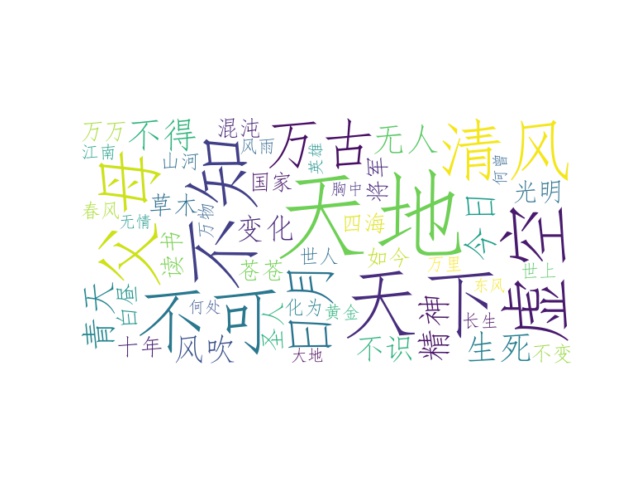 万万 不得 混沌 万古 无人 清风
江南 山河 风雨 英雄 何曾
父母 不知 国家 胸中 将军 光明
春风 草木 天地 今日
无情 读书 万物 变化 四海 虚空
苍苍 世人 如今 万里 世上
青天 白昼 不可 日月 天下 东风
何处 圣人 化为 黄金 精神 长生
十年 风吹 大地 不识 生死 不变